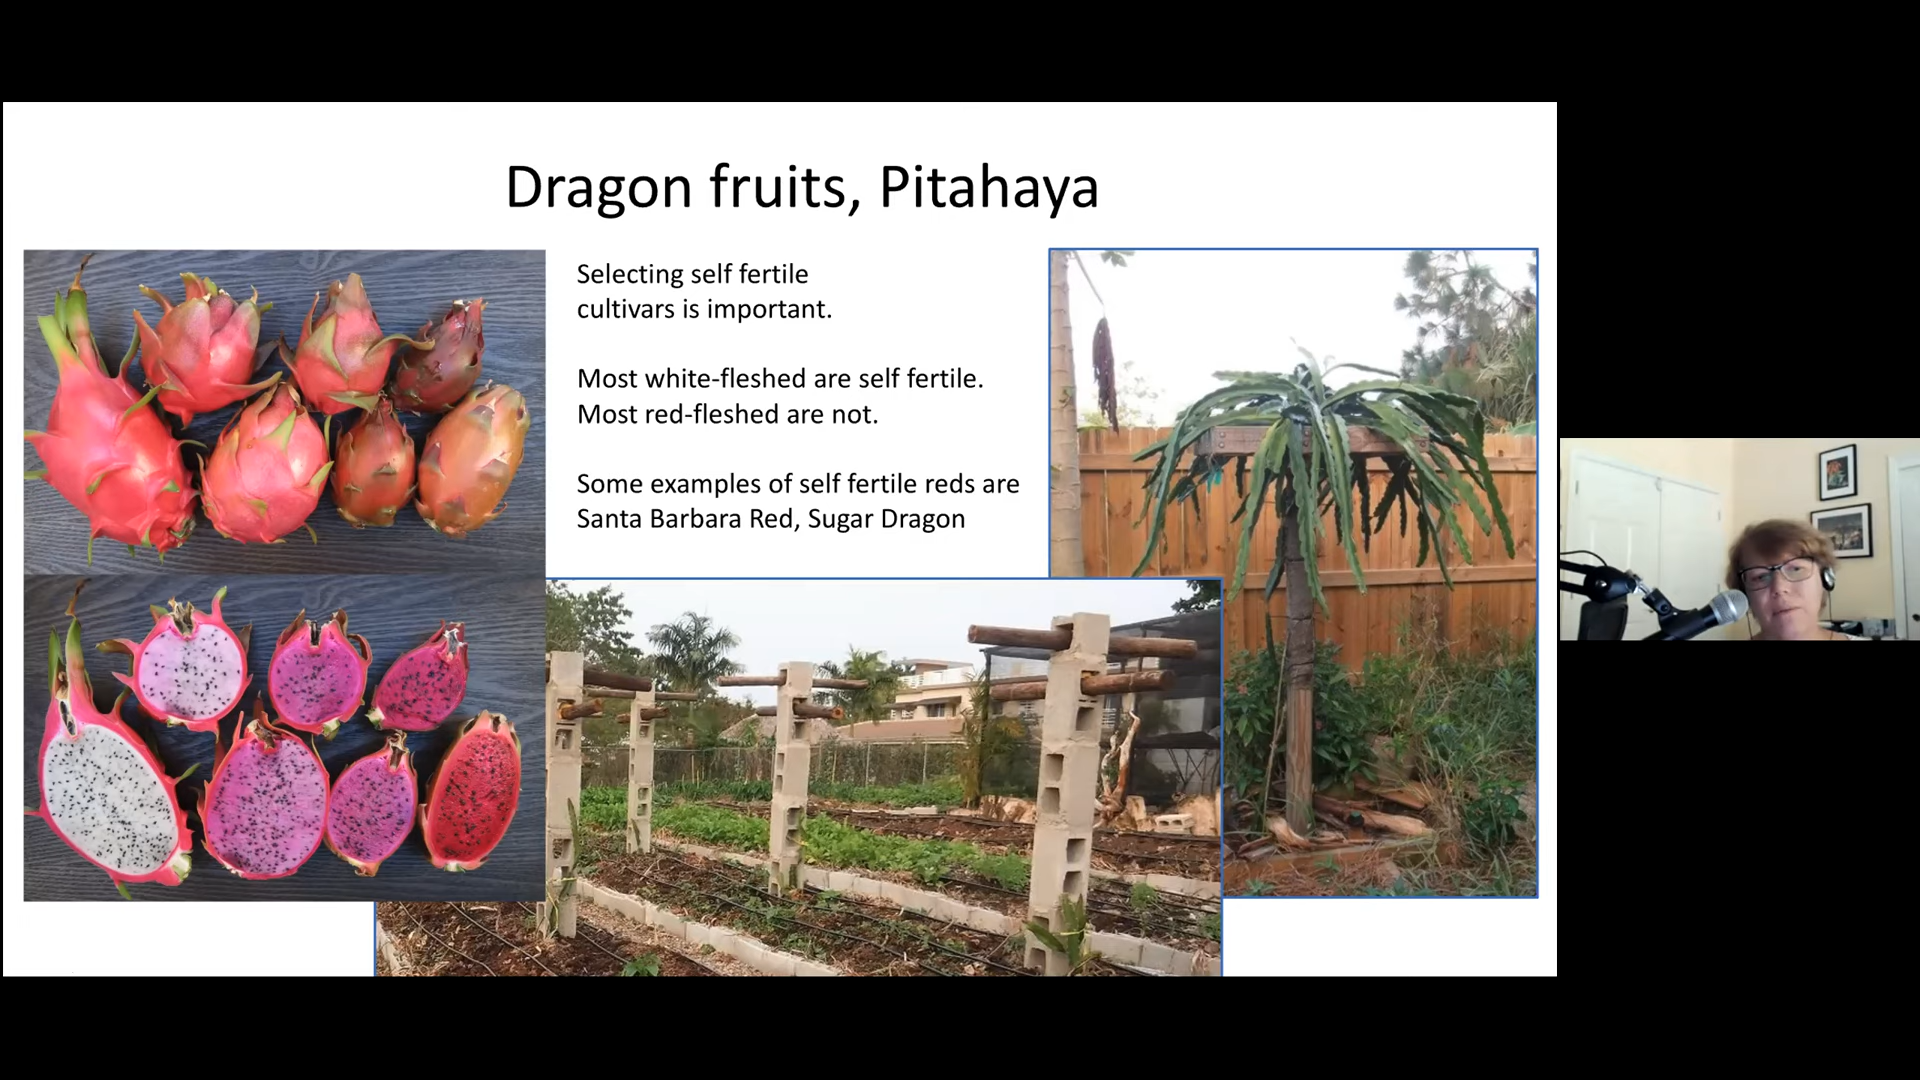 Dragon fruits, Pitahaya
Selecting self fertile
cultivars is important.
Most white-fleshed are self fertile.
Most red-fleshed are not.
Some examples of self fertile reds are
Santa Barbara Red, Sugar Dragon